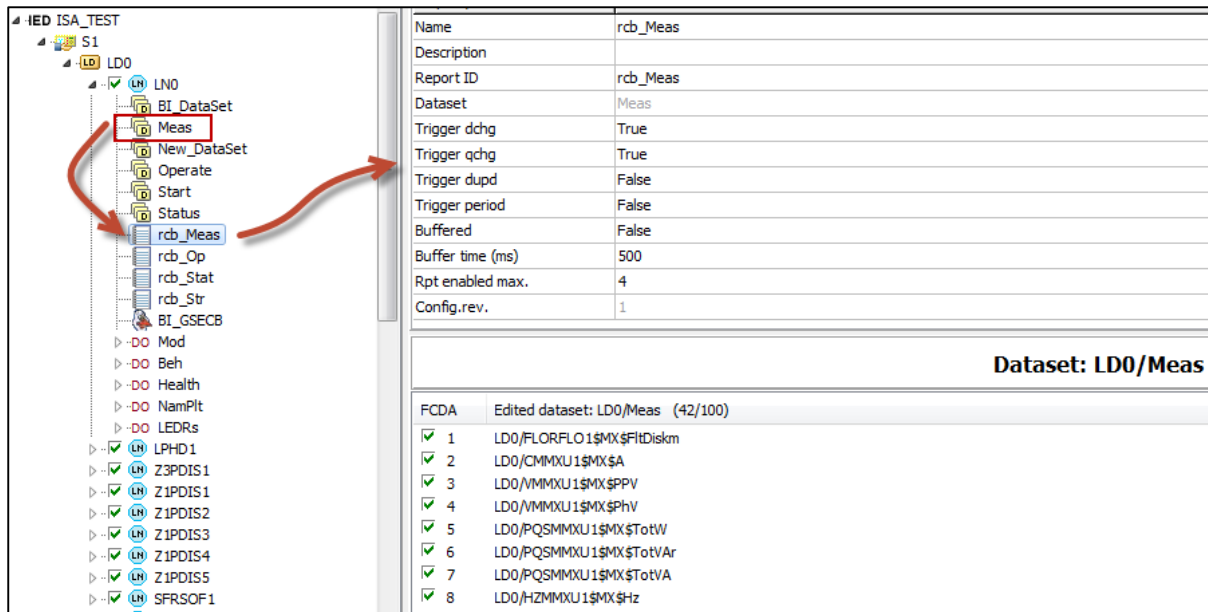 IED ISA_TEST
S1
LD LD0
LN LN0
D BI_DataSet
D Meas
D New_DataSet
D Operate
D Start
D Status
rcb_Meas
rcb_Op
rcb_Stat
rcb_Str
BI_GSECB
DO Mod
DO Beh
DO Health
DO NamPlt
DO LEDRs
LN LPHD1
LN Z3PDIS1
LN Z1PDIS1
LN Z1PDIS2
LN Z1PDIS3
LN Z1PDIS4
LN Z1PDIS5
LN SFRSOF1
Name rcb_Meas
Description
Report ID rcb_Meas
Dataset Meas
Trigger dchg True
Trigger qchg True
Trigger dupd False
Trigger period False
Buffered False
Buffer time (ms) 500
Rpt enabled max. 4
Config.rev. 1
Dataset: LD0/Meas
FCDA Edited dataset: LD0/Meas (42/100)
1 LD0/FLORFLO1$MX$FltDiskm
2 LD0/CMMXU1$MX$A
3 LD0/VMMXU1$MX$PPV
4 LD0/VMMXU1$MX$PhV
5 LD0/PQSMMXU1$MX$TotW
6 LD0/PQSMMXU1$MX$TotVAr
7 LD0/PQSMMXU1$MX$TotVA
8 LD0/HZMMXU1$MX$Hz